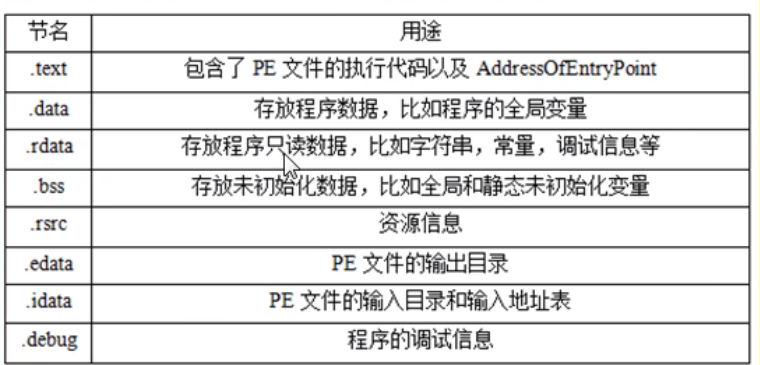 节名 用途
.text 包含了 PE 文件的执行代码以及 AddressOfEntryPoint
.data 存放程序数据，比如程序的全局变量
.rdata 存放程序只读数据，比如字符串，常量，调试信息等
.bss 存放未初始化数据，比如全局和静态未初始化变量
.rsrc 资源信息
.edata PE 文件的输出目录
.idata PE 文件的输入目录和输入地址表
.debug 程序的调试信息